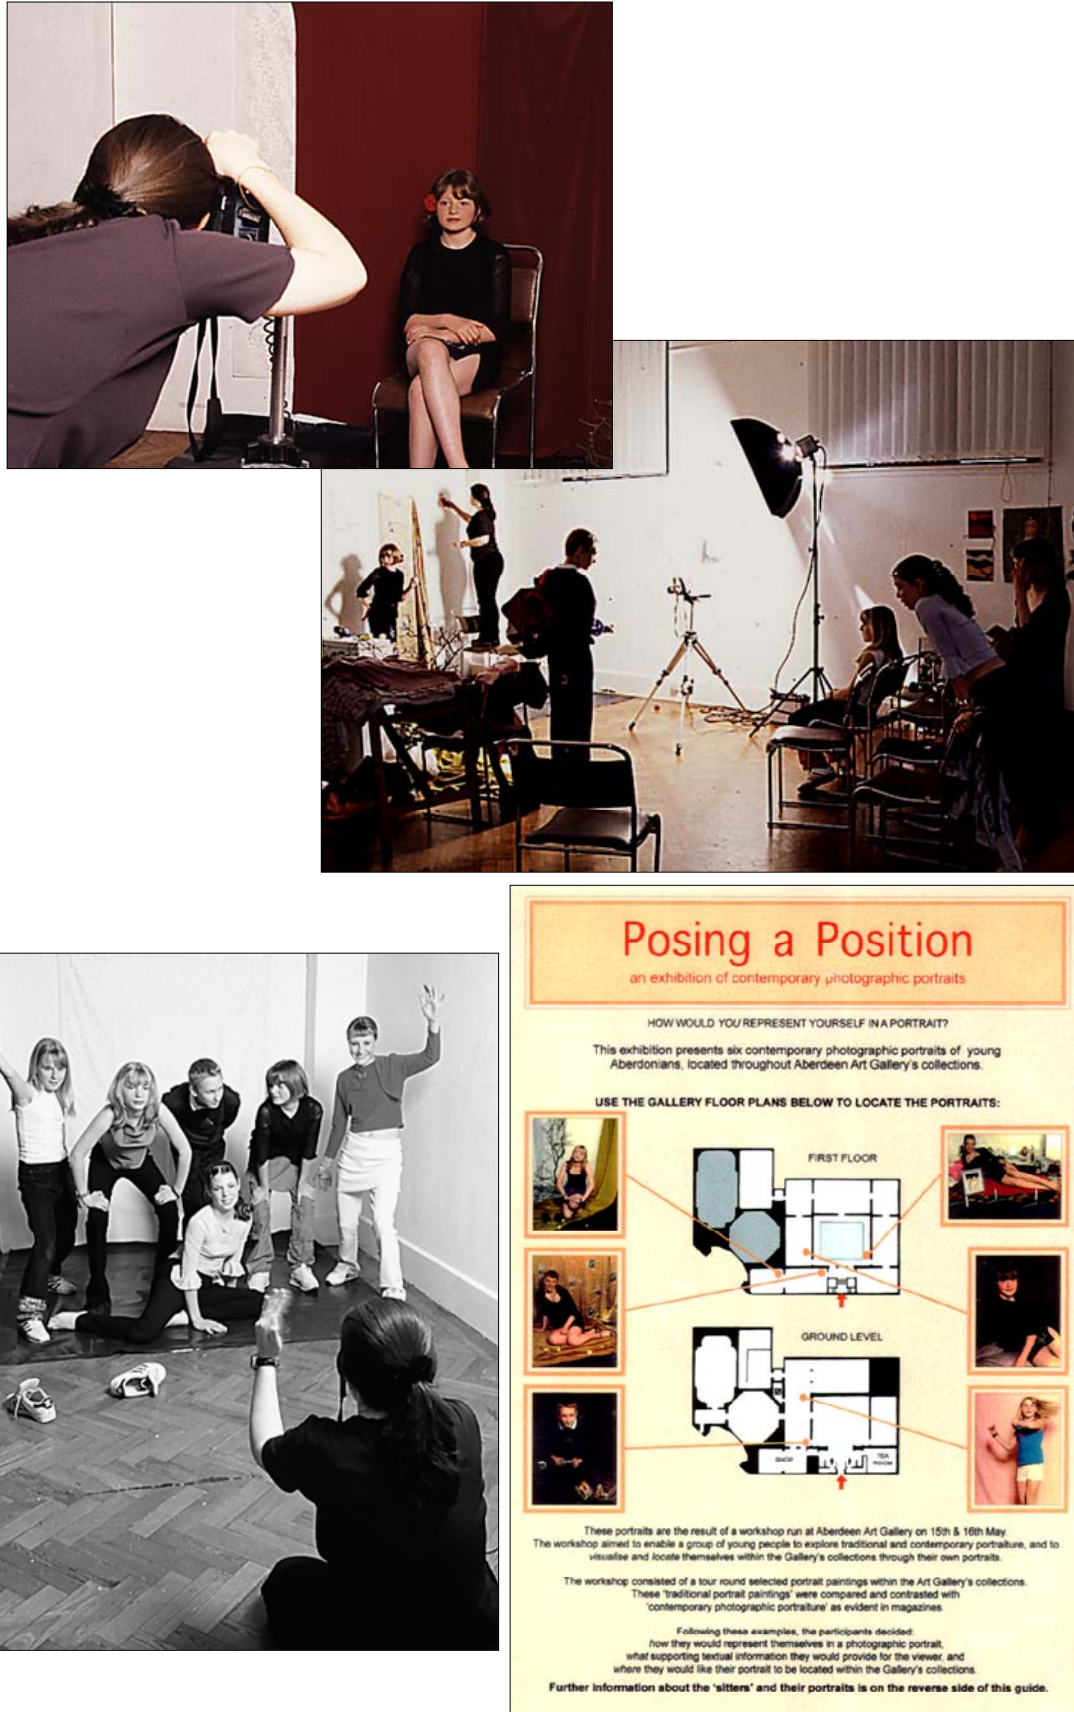 Posing a Position
an exhibition of contemporary photographic portraits
HOW WOULD YOU REPRESENT YOURSELF IN A PORTRAIT?
This exhibition presents six contemporary photographic portraits of young
Aberdonians, located throughout Aberdeen Art Gallery's collections.
USE THE GALLERY FLOOR PLANS BELOW TO LOCATE THE PORTRAITS:
FIRST FLOOR
GROUND LEVEL
SHOP
TEA
ROOM
These portraits are the result of a workshop run at Aberdeen Art Gallery on 15th & 16th May.
The workshop aimed to enable a group of young people to explore traditional and contemporary portraiture, and to
visualise and locate themselves within the Gallery's collections through their own portraits.
The workshop consisted of a tour round selected portrait paintings within the Art Gallery's collections.
These 'traditional portrait paintings' were compared and contrasted with
'contemporary photographic portraiture' as evident in magazines.
Following these examples, the participants decided:
how they would represent themselves in a photographic portrait,
what supporting textual information they would provide for the viewer, and
where they would like their portrait to be located within the Gallery's collections.
Further information about the 'sitters' and their portraits is on the reverse side of this guide.